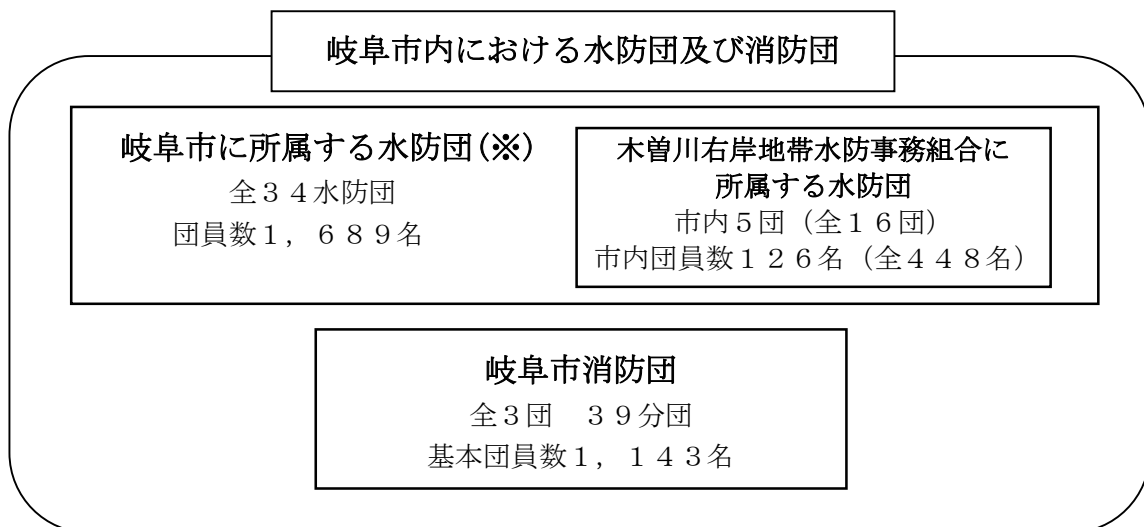 岐阜市内における水防団及び消防団
岐阜市に所属する水防団(※)
全３４水防団
団員数１，６８９名
木曽川右岸地帯水防事務組合に
所属する水防団
市内５団（全１６団）
市内団員数１２６名（全４４８名）
岐阜市消防団
全３団　３９分団
基本団員数１，１４３名